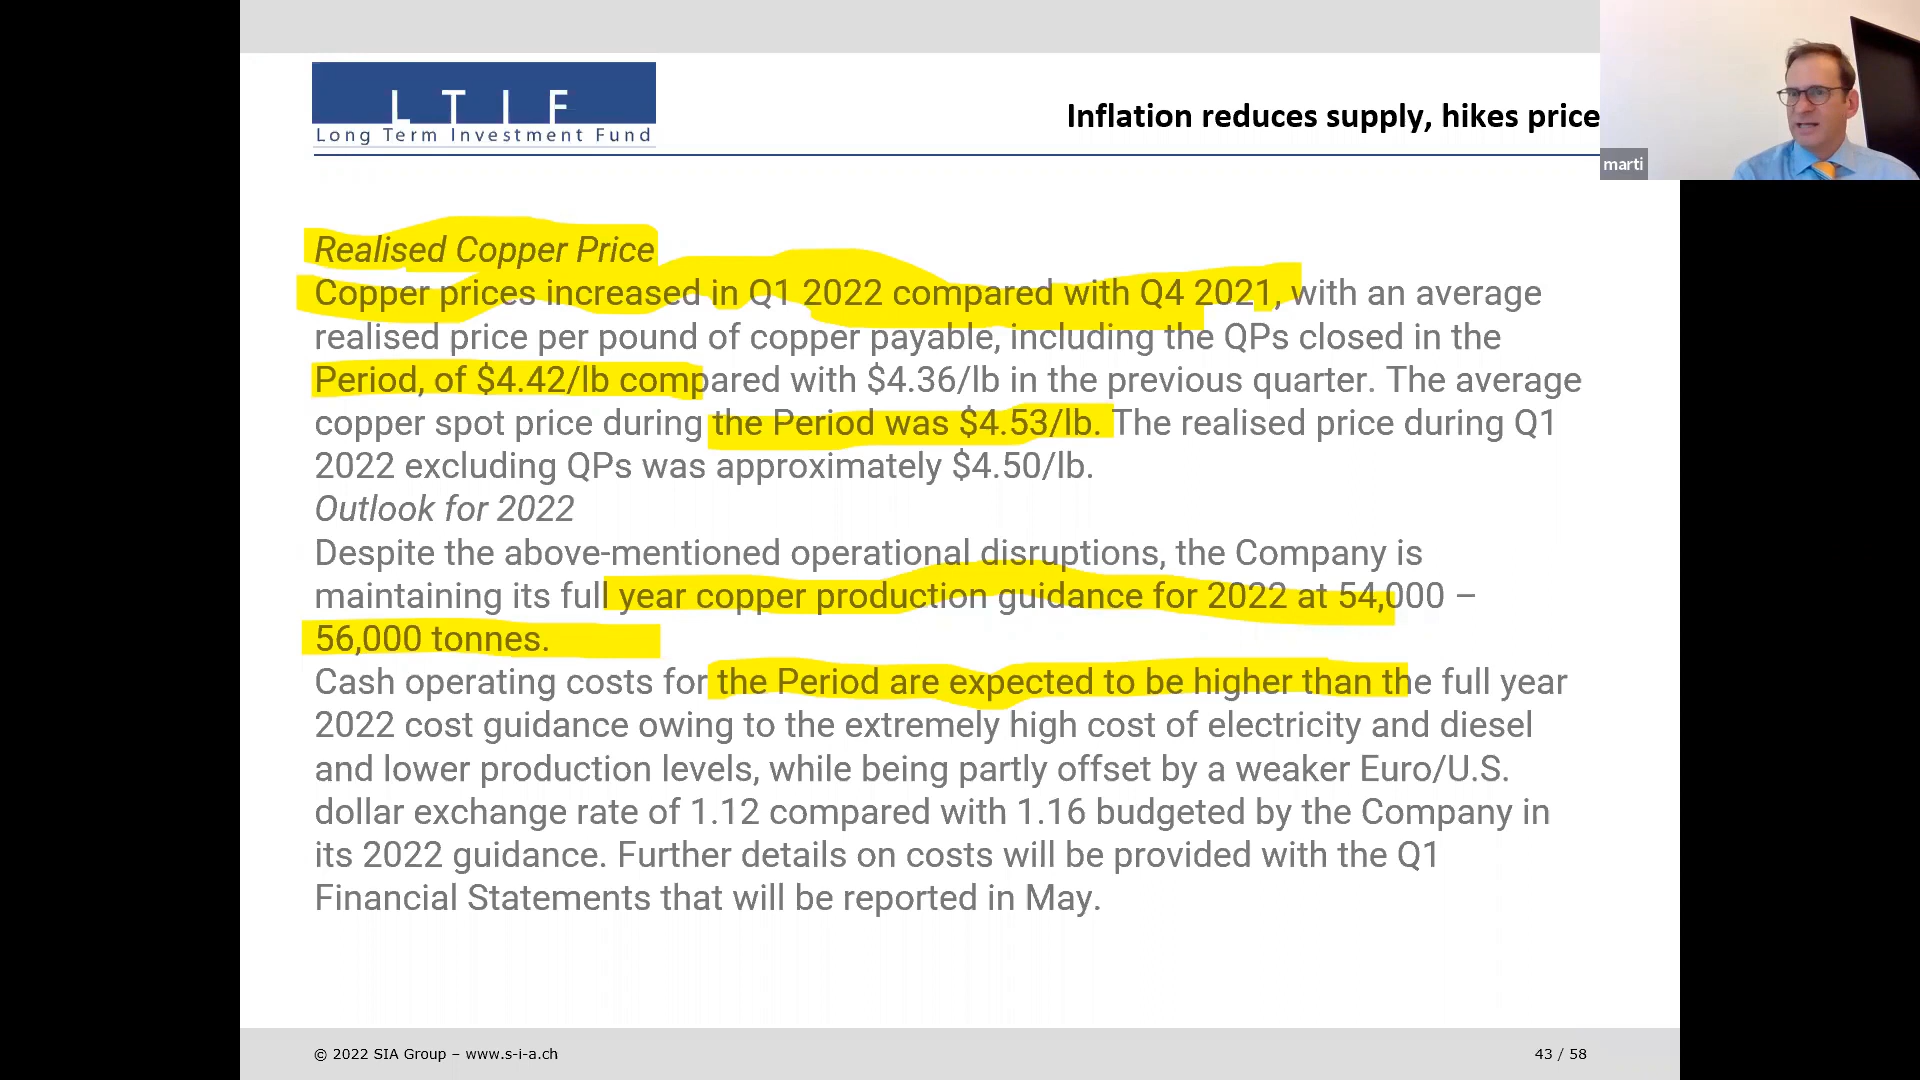 L T I F
Long Term Investment Fund
Inflation reduces supply, hikes price
marti
Realised Copper Price
Copper prices increased in Q1 2022 compared with Q4 2021, with an average
realised price per pound of copper payable, including the QPs closed in the
Period, of $4.42/lb compared with $4.36/lb in the previous quarter. The average
copper spot price during the Period was $4.53/lb. The realised price during Q1
2022 excluding QPs was approximately $4.50/lb.
Outlook for 2022
Despite the above-mentioned operational disruptions, the Company is
maintaining its full year copper production guidance for 2022 at 54,000 –
56,000 tonnes.
Cash operating costs for the Period are expected to be higher than the full year
2022 cost guidance owing to the extremely high cost of electricity and diesel
and lower production levels, while being partly offset by a weaker Euro/U.S.
dollar exchange rate of 1.12 compared with 1.16 budgeted by the Company in
its 2022 guidance. Further details on costs will be provided with the Q1
Financial Statements that will be reported in May.
© 2022 SIA Group – www.s-i-a.ch
43 / 58